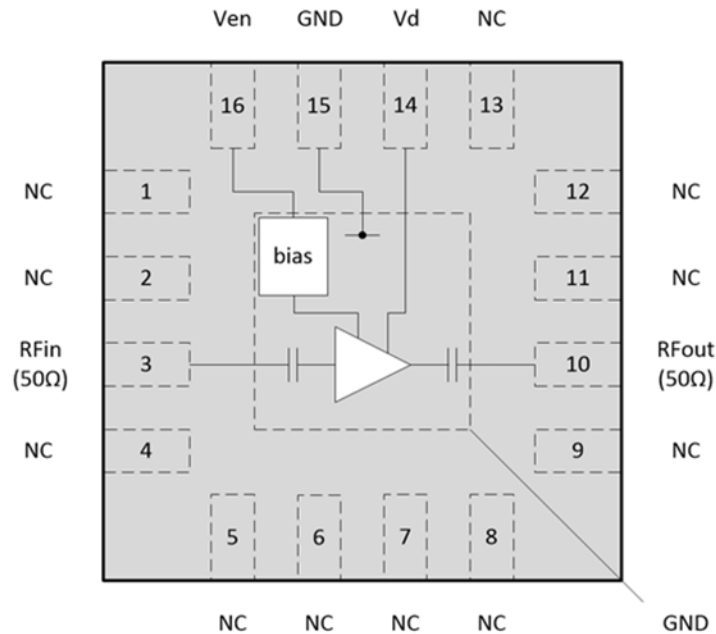 Ven GND Vd NC
16 15 14 13
NC 1 12 NC
bias
NC 2 11 NC
RFin 3 10 RFout
(50Ω) (50Ω)
NC 4 9 NC
5 6 7 8
NC NC NC NC GND